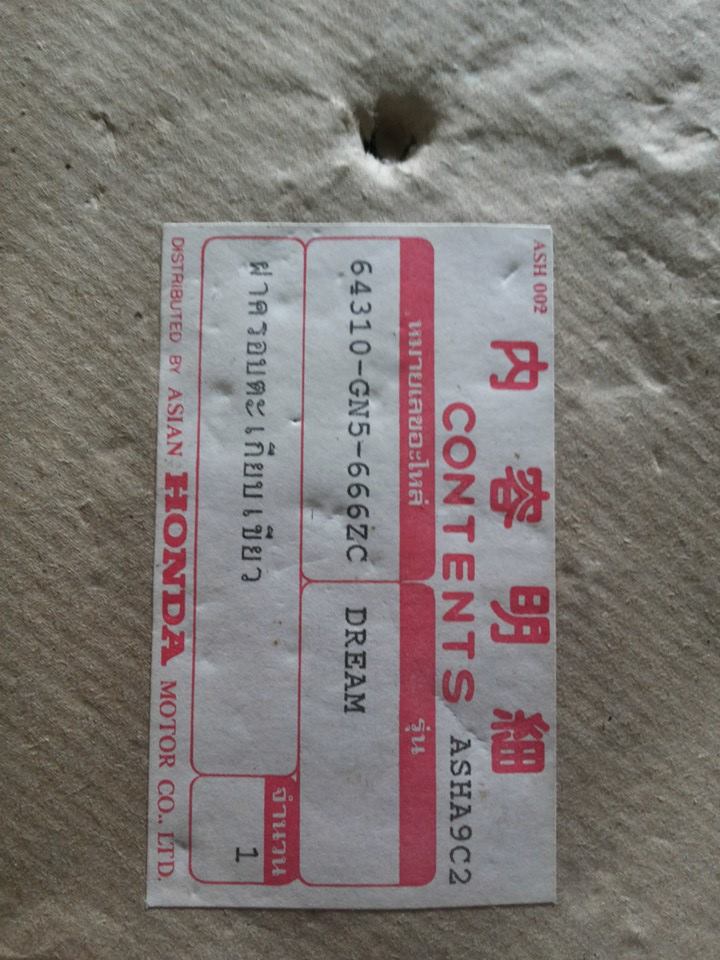 ASH 002
内容明細
CONTENTS ASHA9C2
หมายเลขอะไหล่ รุ่น
64310-GN5-666ZC DREAM
ฝาครอบตะเกียบเขียว
จำนวน
1
DISTRIBUTED BY ASIAN HONDA MOTOR CO., LTD.